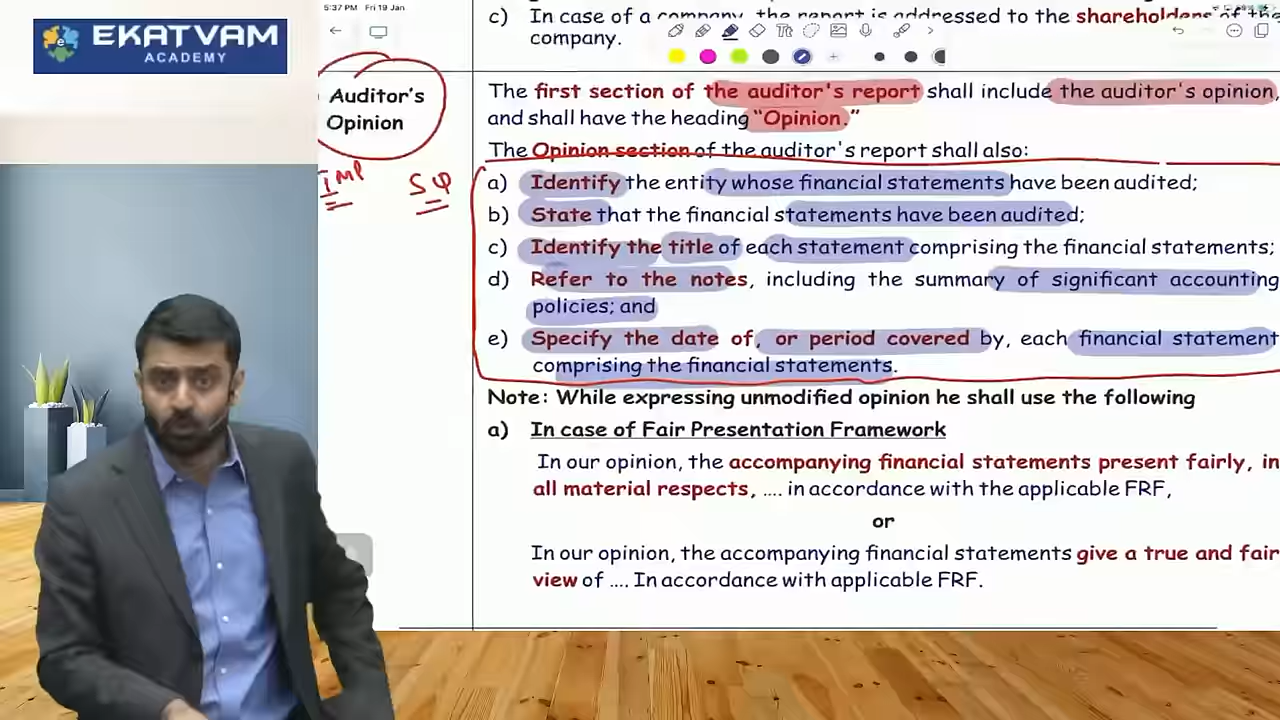 5:37 PM Fri 19 Jan
EKATVAM
ACADEMY
c) In case of a company, the report is addressed to the shareholders of the
company.
Tt
Auditor's
Opinion
IMP
SQ
The first section of the auditor's report shall include the auditor's opinion,
and shall have the heading "Opinion."
The Opinion section of the auditor's report shall also:
a) Identify the entity whose financial statements have been audited;
b) State that the financial statements have been audited;
c) Identify the title of each statement comprising the financial statements;
d) Refer to the notes, including the summary of significant accounting
policies; and
e) Specify the date of, or period covered by, each financial statement
comprising the financial statements.
Note: While expressing unmodified opinion he shall use the following
a) In case of Fair Presentation Framework
In our opinion, the accompanying financial statements present fairly, in
all material respects, .... in accordance with the applicable FRF,
or
In our opinion, the accompanying financial statements give a true and fair
view of .... In accordance with applicable FRF.